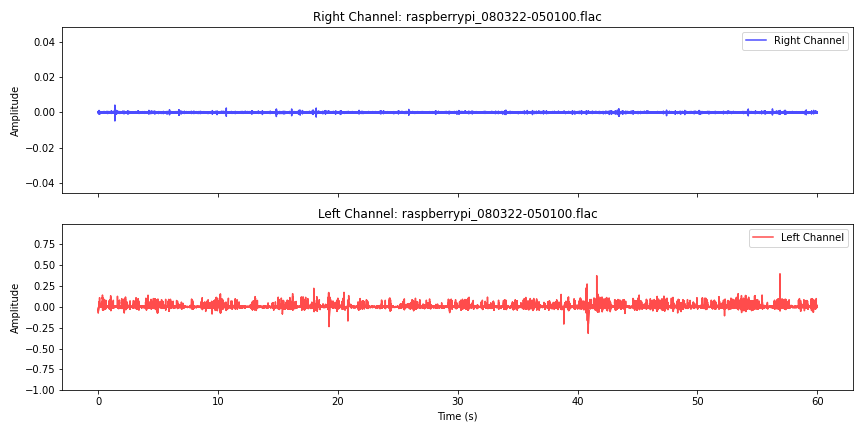 Right Channel: raspberrypi_080322-050100.flac
Right Channel
Amplitude
0.04
0.02
0.00
−0.02
−0.04
Left Channel: raspberrypi_080322-050100.flac
Left Channel
Amplitude
0.75
0.50
0.25
0.00
−0.25
−0.50
−0.75
−1.00
0 10 20 30 40 50 60
Time (s)